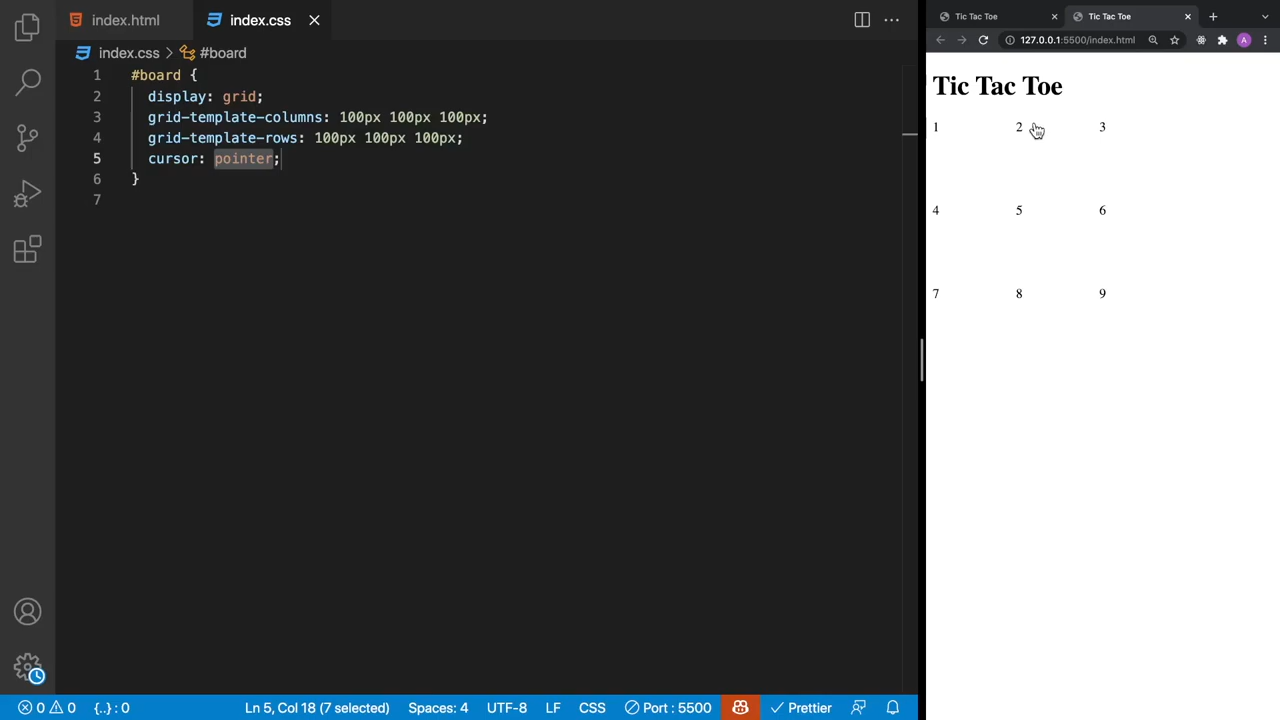 index.html
index.css
index.css > #board
1 #board {
2 display: grid;
3 grid-template-columns: 100px 100px 100px;
4 grid-template-rows: 100px 100px 100px;
5 cursor: pointer;
6 }
7
0 0
{..} : 0
Ln 5, Col 18 (7 selected)
Spaces: 4
UTF-8
LF
CSS
Port : 5500
Prettier
Tic Tac Toe
Tic Tac Toe
127.0.0.1:5500/index.html
A
Tic Tac Toe
1 2 3
4 5 6
7 8 9